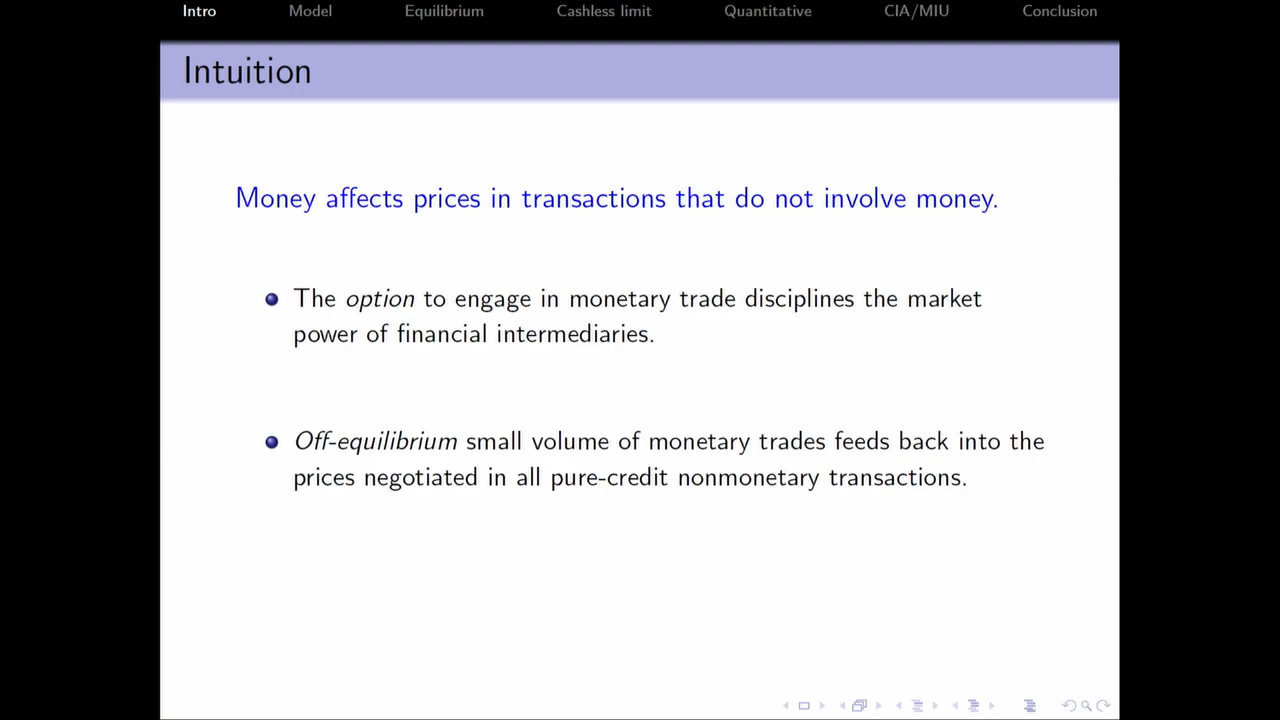 Intro Model Equilibrium Cashless limit Quantitative CIA/MIU Conclusion
Intuition
Money affects prices in transactions that do not involve money.
The option to engage in monetary trade disciplines the market
power of financial intermediaries.
Off-equilibrium small volume of monetary trades feeds back into the
prices negotiated in all pure-credit nonmonetary transactions.